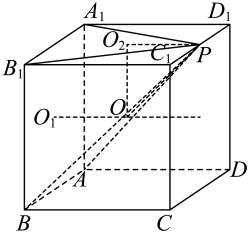 A₁ D₁
O₂ C₁ P
B₁
O₁ O
A D
B C